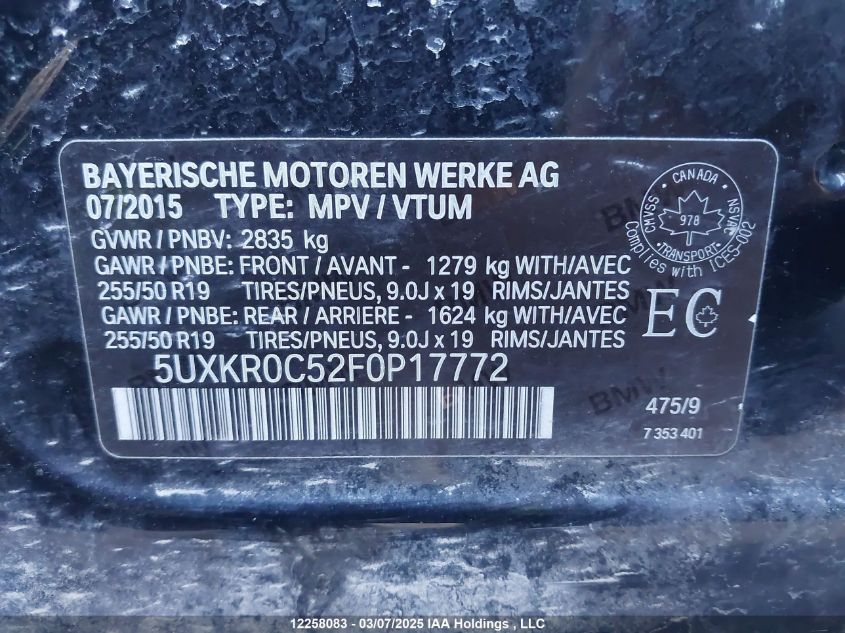 BAYERISCHE MOTOREN WERKE AG
07/2015 TYPE: MPV / VTUM
GVWR / PNBV: 2835 kg
GAWR / PNBE: FRONT / AVANT - 1279 kg WITH/AVEC
255/50 R19 TIRES/PNEUS, 9.0J x 19 RIMS/JANTES
GAWR / PNBE: REAR / ARRIERE - 1624 kg WITH/AVEC
255/50 R19 TIRES/PNEUS, 9.0J x 19 RIMS/JANTES
5UXKR0C52F0P17772
CANADA
CMVSS
NSVAC
978
TRANSPORT
Complies with ICES-002
EC
BMW
475/9
7 353 401
12258083 - 03/07/2025 IAA Holdings , LLC